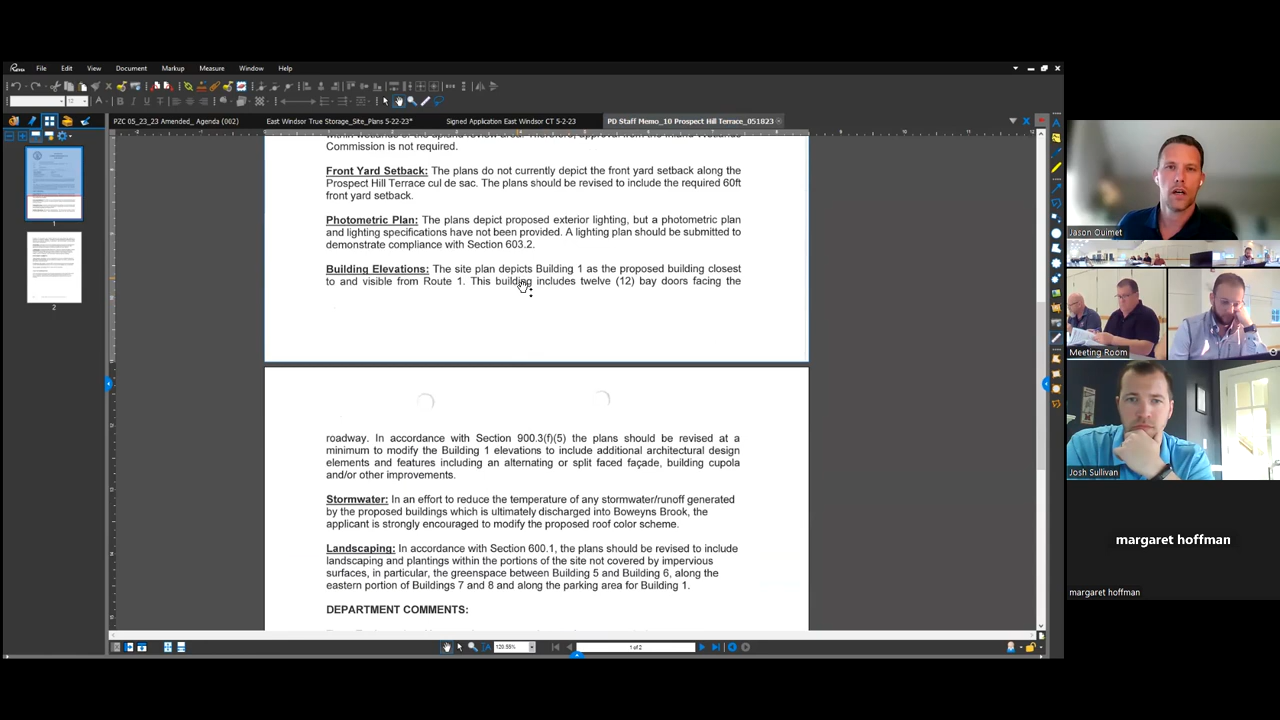 Revu File Edit View Document Markup Measure Window Help
PZC 05_23_23 Amended_ Agenda (002) East Windsor True Storage_Site_Plans 5-22-23* Signed Application East Windsor CT 5-2-23 PD Staff Memo_10 Prospect Hill Terrace_051823
Commission is not required.
Front Yard Setback: The plans do not currently depict the front yard setback along the
Prospect Hill Terrace cul de sac. The plans should be revised to include the required 60ft
front yard setback.
Photometric Plan: The plans depict proposed exterior lighting, but a photometric plan
and lighting specifications have not been provided. A lighting plan should be submitted to
demonstrate compliance with Section 603.2.
Building Elevations: The site plan depicts Building 1 as the proposed building closest
to and visible from Route 1. This building includes twelve (12) bay doors facing the
roadway. In accordance with Section 900.3(f)(5) the plans should be revised at a
minimum to modify the Building 1 elevations to include additional architectural design
elements and features including an alternating or split faced façade, building cupola
and/or other improvements.
Stormwater: In an effort to reduce the temperature of any stormwater/runoff generated
by the proposed buildings which is ultimately discharged into Boweyns Brook, the
applicant is strongly encouraged to modify the proposed roof color scheme.
Landscaping: In accordance with Section 600.1, the plans should be revised to include
landscaping and plantings within the portions of the site not covered by impervious
surfaces, in particular, the greenspace between Building 5 and Building 6, along the
eastern portion of Buildings 7 and 8 and along the parking area for Building 1.
DEPARTMENT COMMENTS:
1
2
120.55%
1 of 2
Jason Ouimet
Meeting Room
Josh Sullivan
margaret hoffman
margaret hoffman